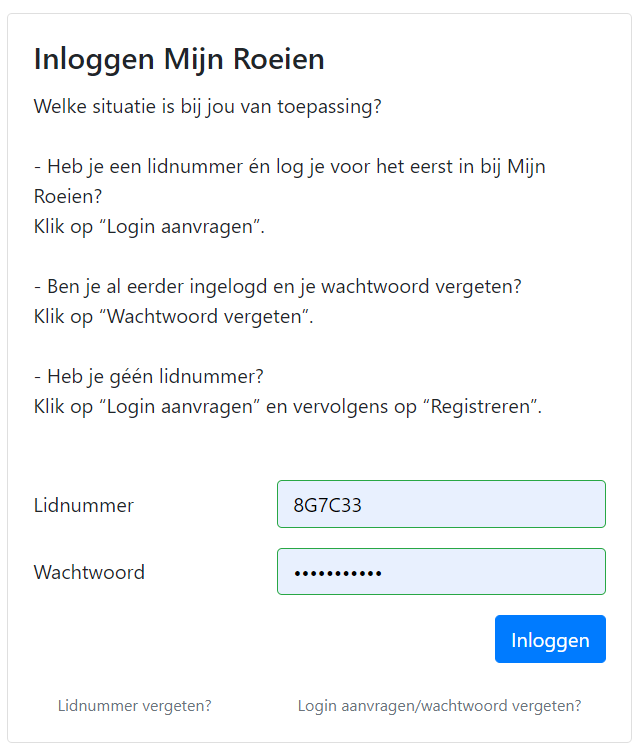 Inloggen Mijn Roeien
Welke situatie is bij jou van toepassing?
- Heb je een lidnummer én log je voor het eerst in bij Mijn
Roeien?
Klik op “Login aanvragen”.
- Ben je al eerder ingelogd en je wachtwoord vergeten?
Klik op “Wachtwoord vergeten”.
- Heb je géén lidnummer?
Klik op “Login aanvragen” en vervolgens op “Registreren”.
Lidnummer 8G7C33
Wachtwoord •••••••••••
Inloggen
Lidnummer vergeten? Login aanvragen/wachtwoord vergeten?